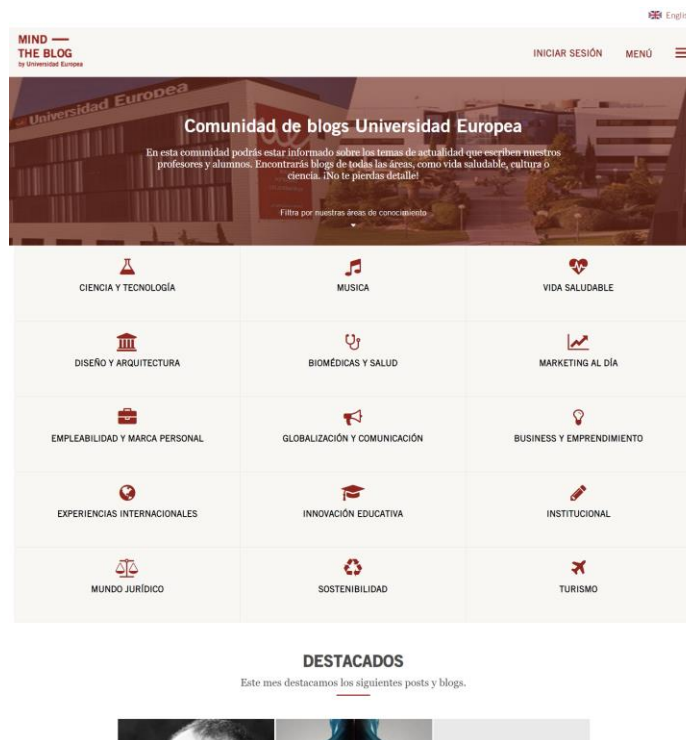 Englis
MIND —
THE BLOG
by Universidad Europea
INICIAR SESIÓN
MENÚ
Universidad Europea
Comunidad de blogs Universidad Europea
En esta comunidad podrás estar informado sobre los temas de actualidad que escriben nuestros
profesores y alumnos. Encontrarás blogs de todas las áreas, como vida saludable, cultura o
ciencia. ¡No te pierdas detalle!
Filtra por nuestras áreas de conocimiento
CIENCIA Y TECNOLOGÍA
MUSICA
VIDA SALUDABLE
DISEÑO Y ARQUITECTURA
BIOMÉDICAS Y SALUD
MARKETING AL DÍA
EMPLEABILIDAD Y MARCA PERSONAL
GLOBALIZACIÓN Y COMUNICACIÓN
BUSINESS Y EMPRENDIMIENTO
EXPERIENCIAS INTERNACIONALES
INNOVACIÓN EDUCATIVA
INSTITUCIONAL
MUNDO JURÍDICO
SOSTENIBILIDAD
TURISMO
DESTACADOS
Este mes destacamos los siguientes posts y blogs.